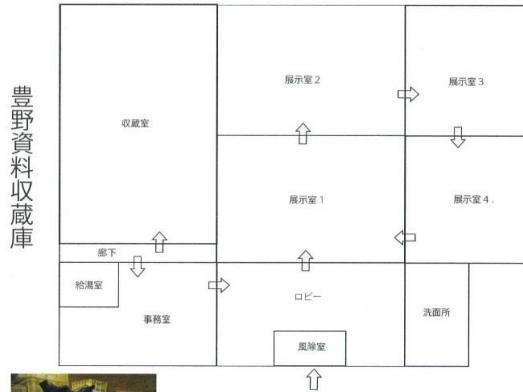 豊野資料収蔵庫
展示室2
展示室3
収蔵室
展示室1
展示室4.
廊下
給湯室
事務室
ロビー
風除室
洗面所